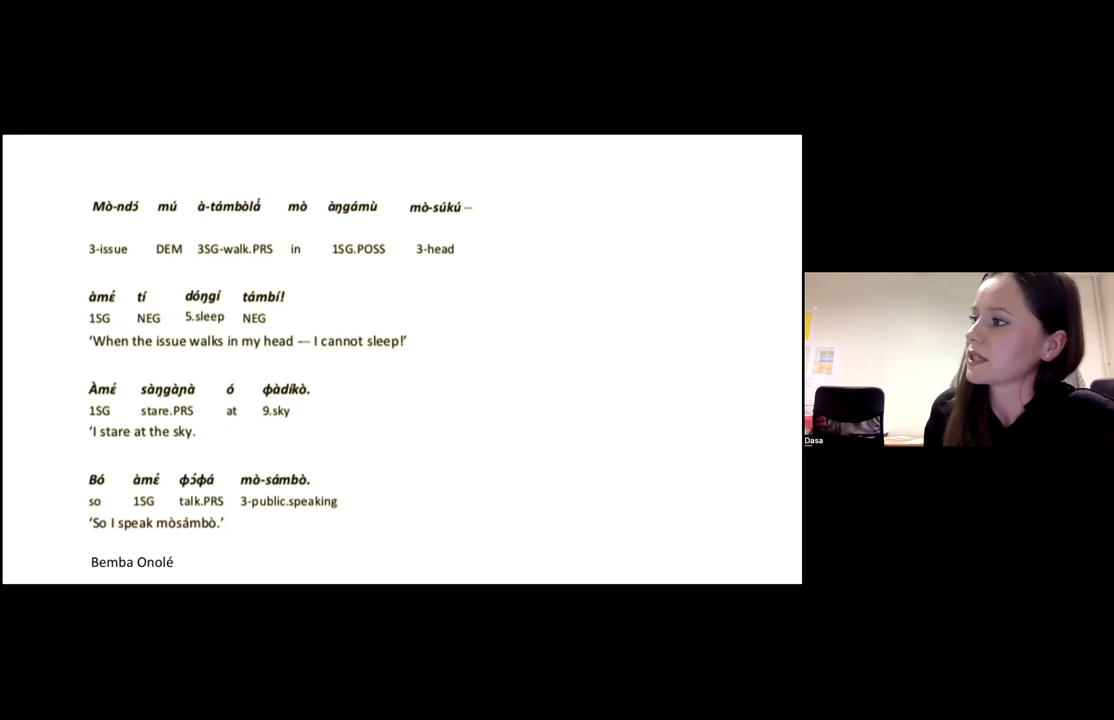 Mò-ndɔ́ mú à-támbòlá̋ mò àŋgámù mò-súkú –
3-issue DEM 3SG-walk.PRS in 1SG.POSS 3-head
àmɛ́ tí dóŋgí támbí!
1SG NEG 5.sleep NEG
‘When the issue walks in my head — I cannot sleep!’
Àmɛ́ sàŋgàɲà ó ɸàdíkò.
1SG stare.PRS at 9.sky
‘I stare at the sky.
Bó àmɛ́ ɸɔ́ɸá mò-sámbò.
so 1SG talk.PRS 3-public.speaking
‘So I speak mòsámbò.’
Bemba Onolé
Dasa